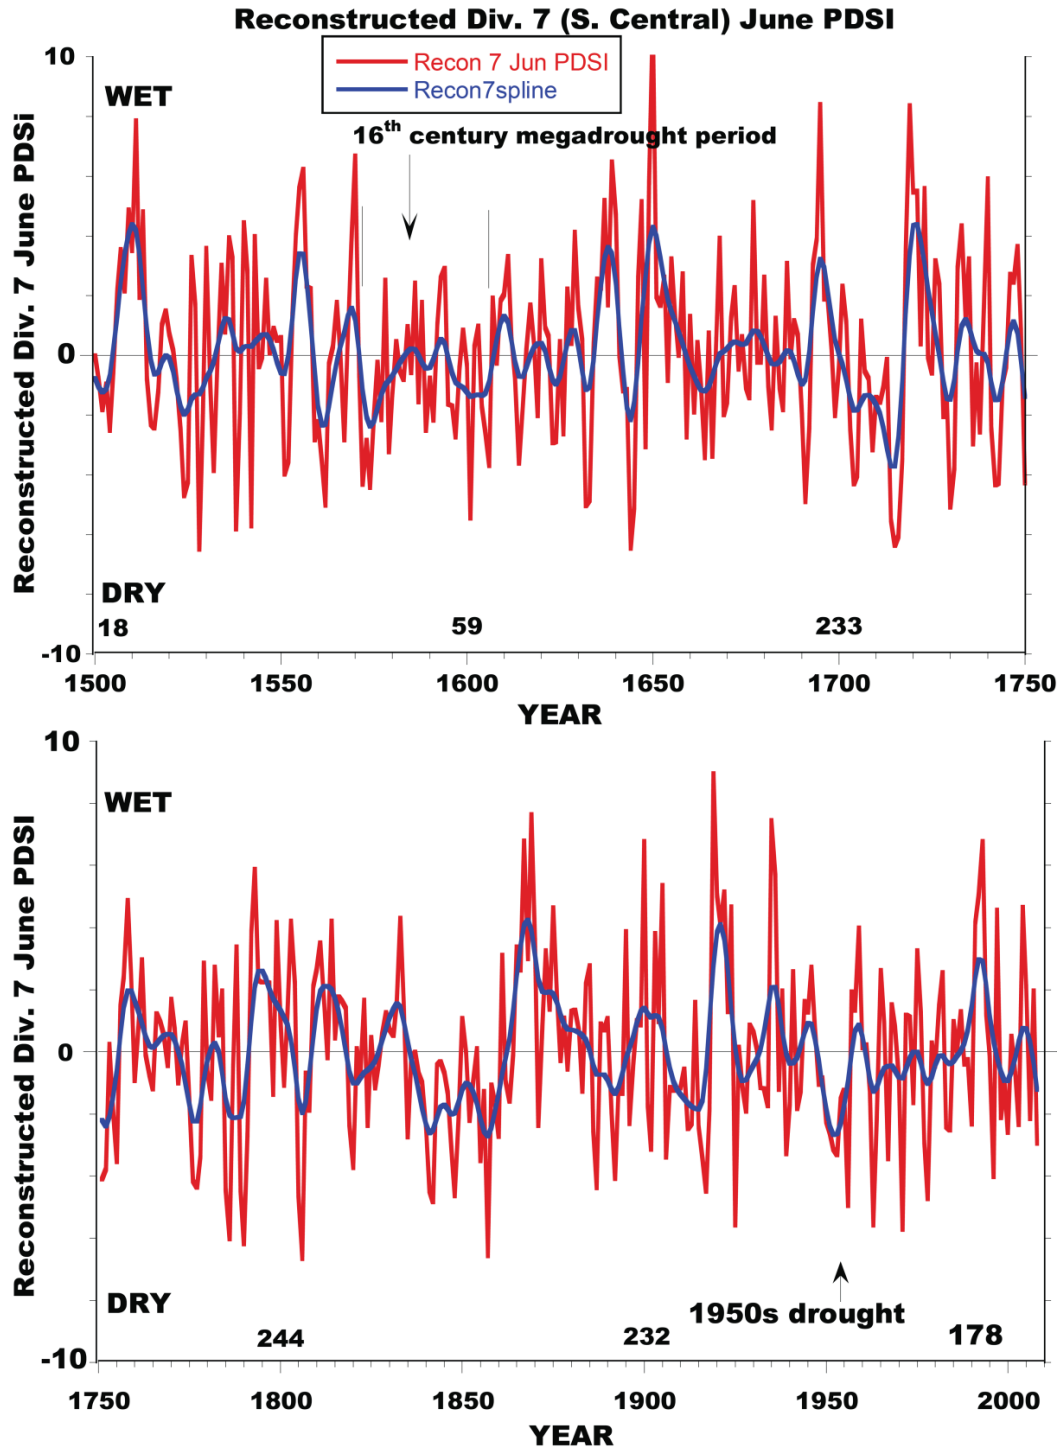 Reconstructed Div. 7 (S. Central) June PDSI
Recon 7 Jun PDSI
Recon7spline
16th century megadrought period
WET
DRY
10
0
-10
Reconstructed Div. 7 June PDSi
18
59
233
1500
1550
1600
1650
1700
1750
YEAR
10
0
-10
Reconstructed Div. 7 June PDSI
WET
DRY
1950s drought
244
232
178
1750
1800
1850
1900
1950
2000
YEAR